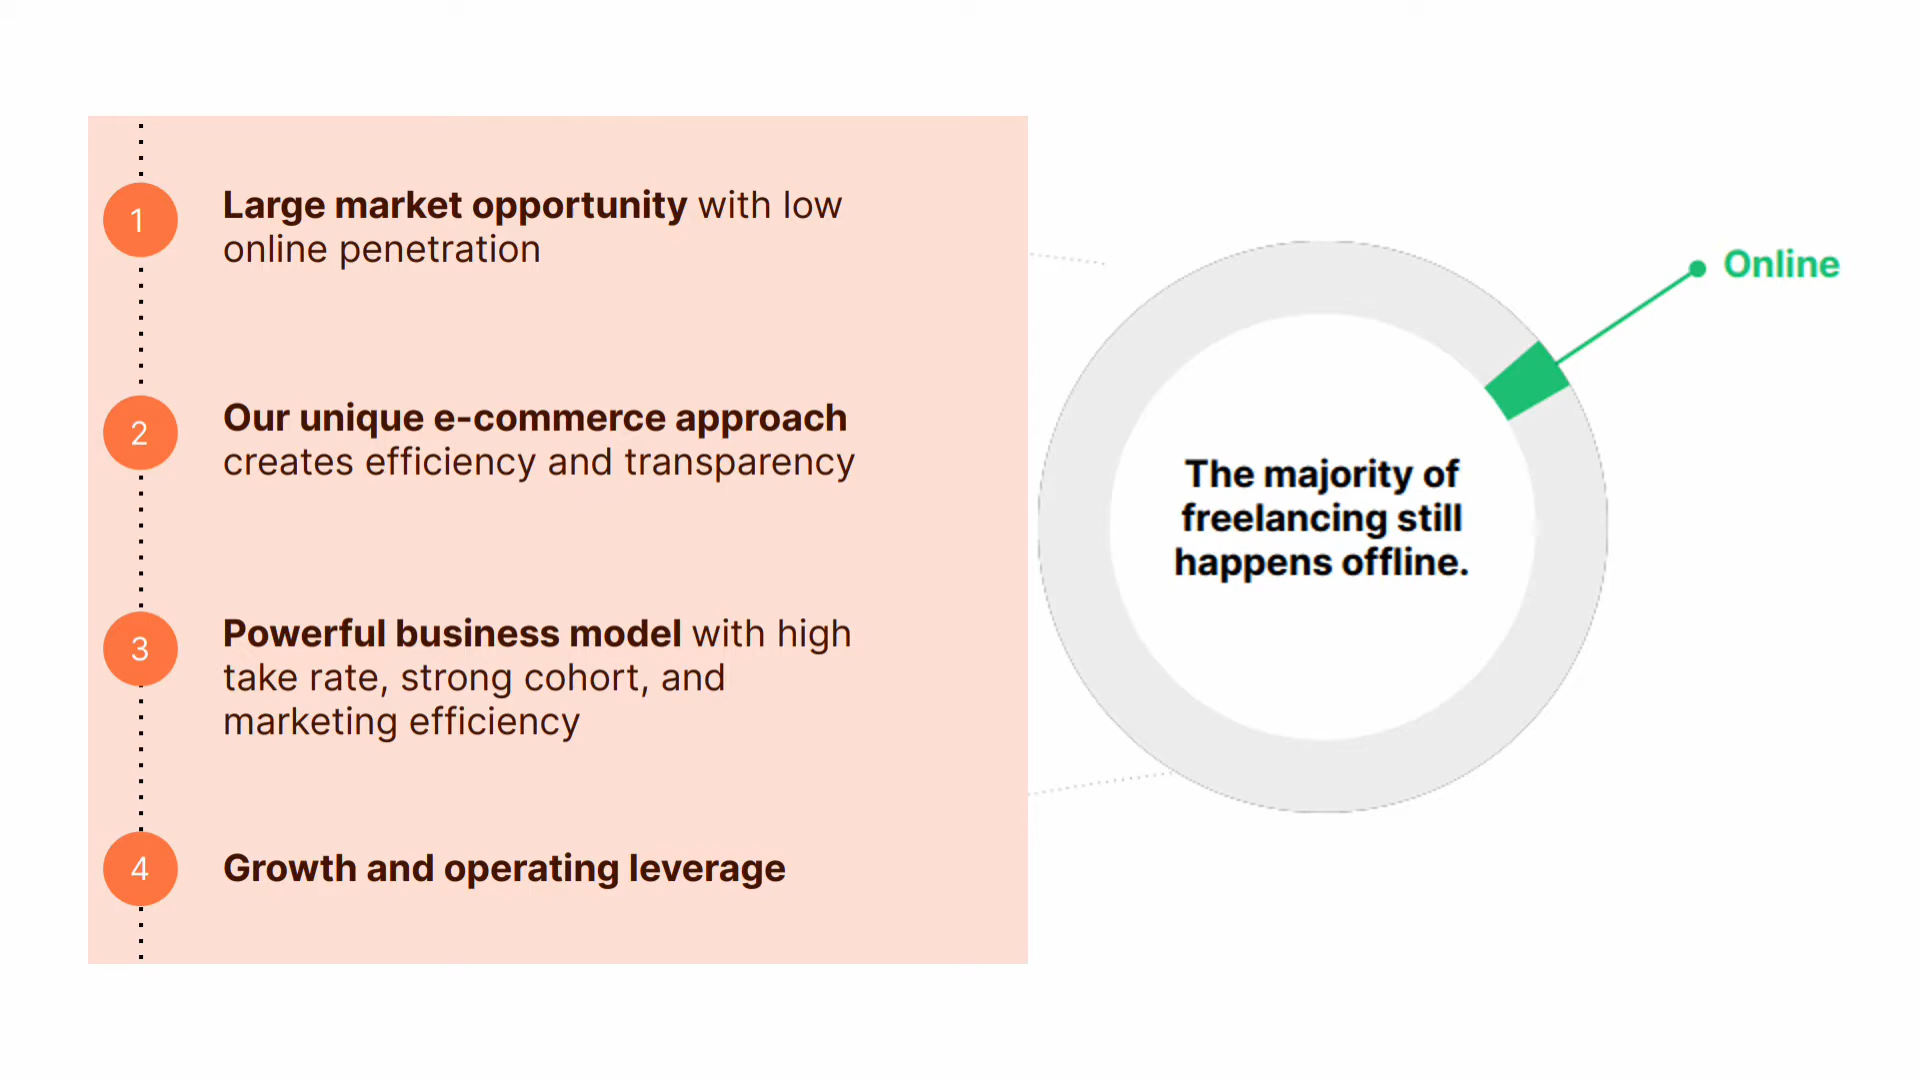 1
Large market opportunity with low
online penetration
2
Our unique e-commerce approach
creates efficiency and transparency
3
Powerful business model with high
take rate, strong cohort, and
marketing efficiency
4
Growth and operating leverage
Online
The majority of
freelancing still
happens offline.